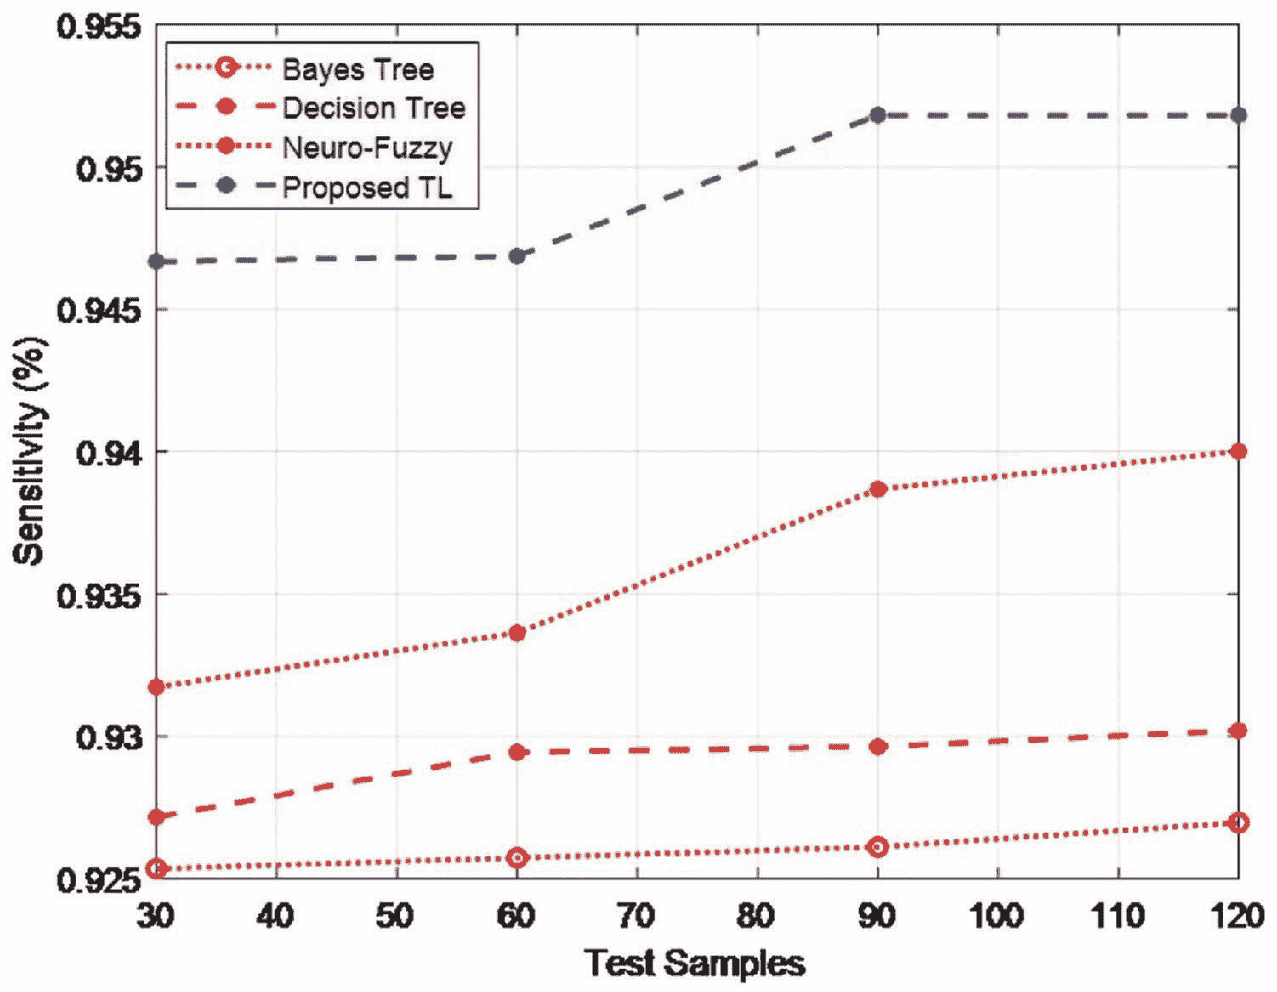 0.955
0.95
0.945
0.94
0.935
0.93
0.925
Sensitivity (%)
Bayes Tree
Decision Tree
Neuro-Fuzzy
Proposed TL
30 40 50 60 70 80 90 100 110 120
Test Samples